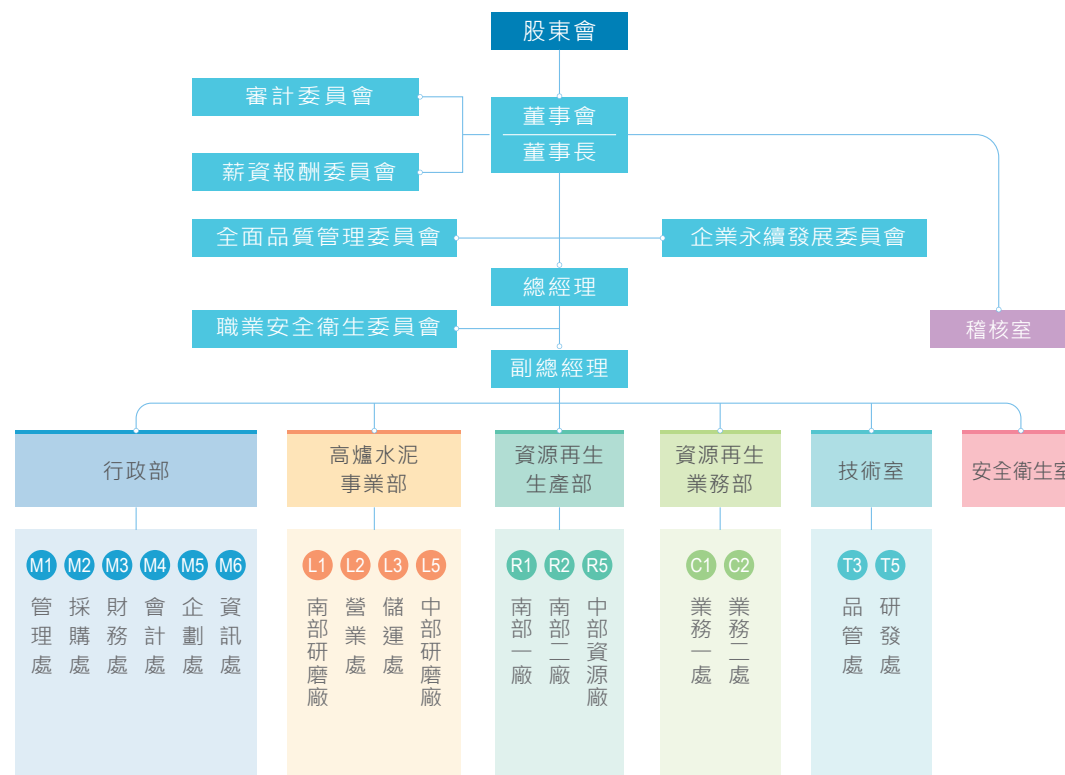 股東會
審計委員會
董事會
董事長
薪資報酬委員會
全面品質管理委員會
企業永續發展委員會
總經理
職業安全衛生委員會
稽核室
副總經理
行政部
高爐水泥
事業部
資源再生
生產部
資源再生
業務部
技術室
安全衛生室
M1
管理處
M2
採購處
M3
財務處
M4
會計處
M5
企劃處
M6
資訊處
L1
南部研磨廠
L2
營業處
L3
儲運處
L5
中部研磨廠
R1
南部一廠
R2
南部二廠
R5
中部資源廠
C1
業務一處
C2
業務二處
T3
品管處
T5
研發處